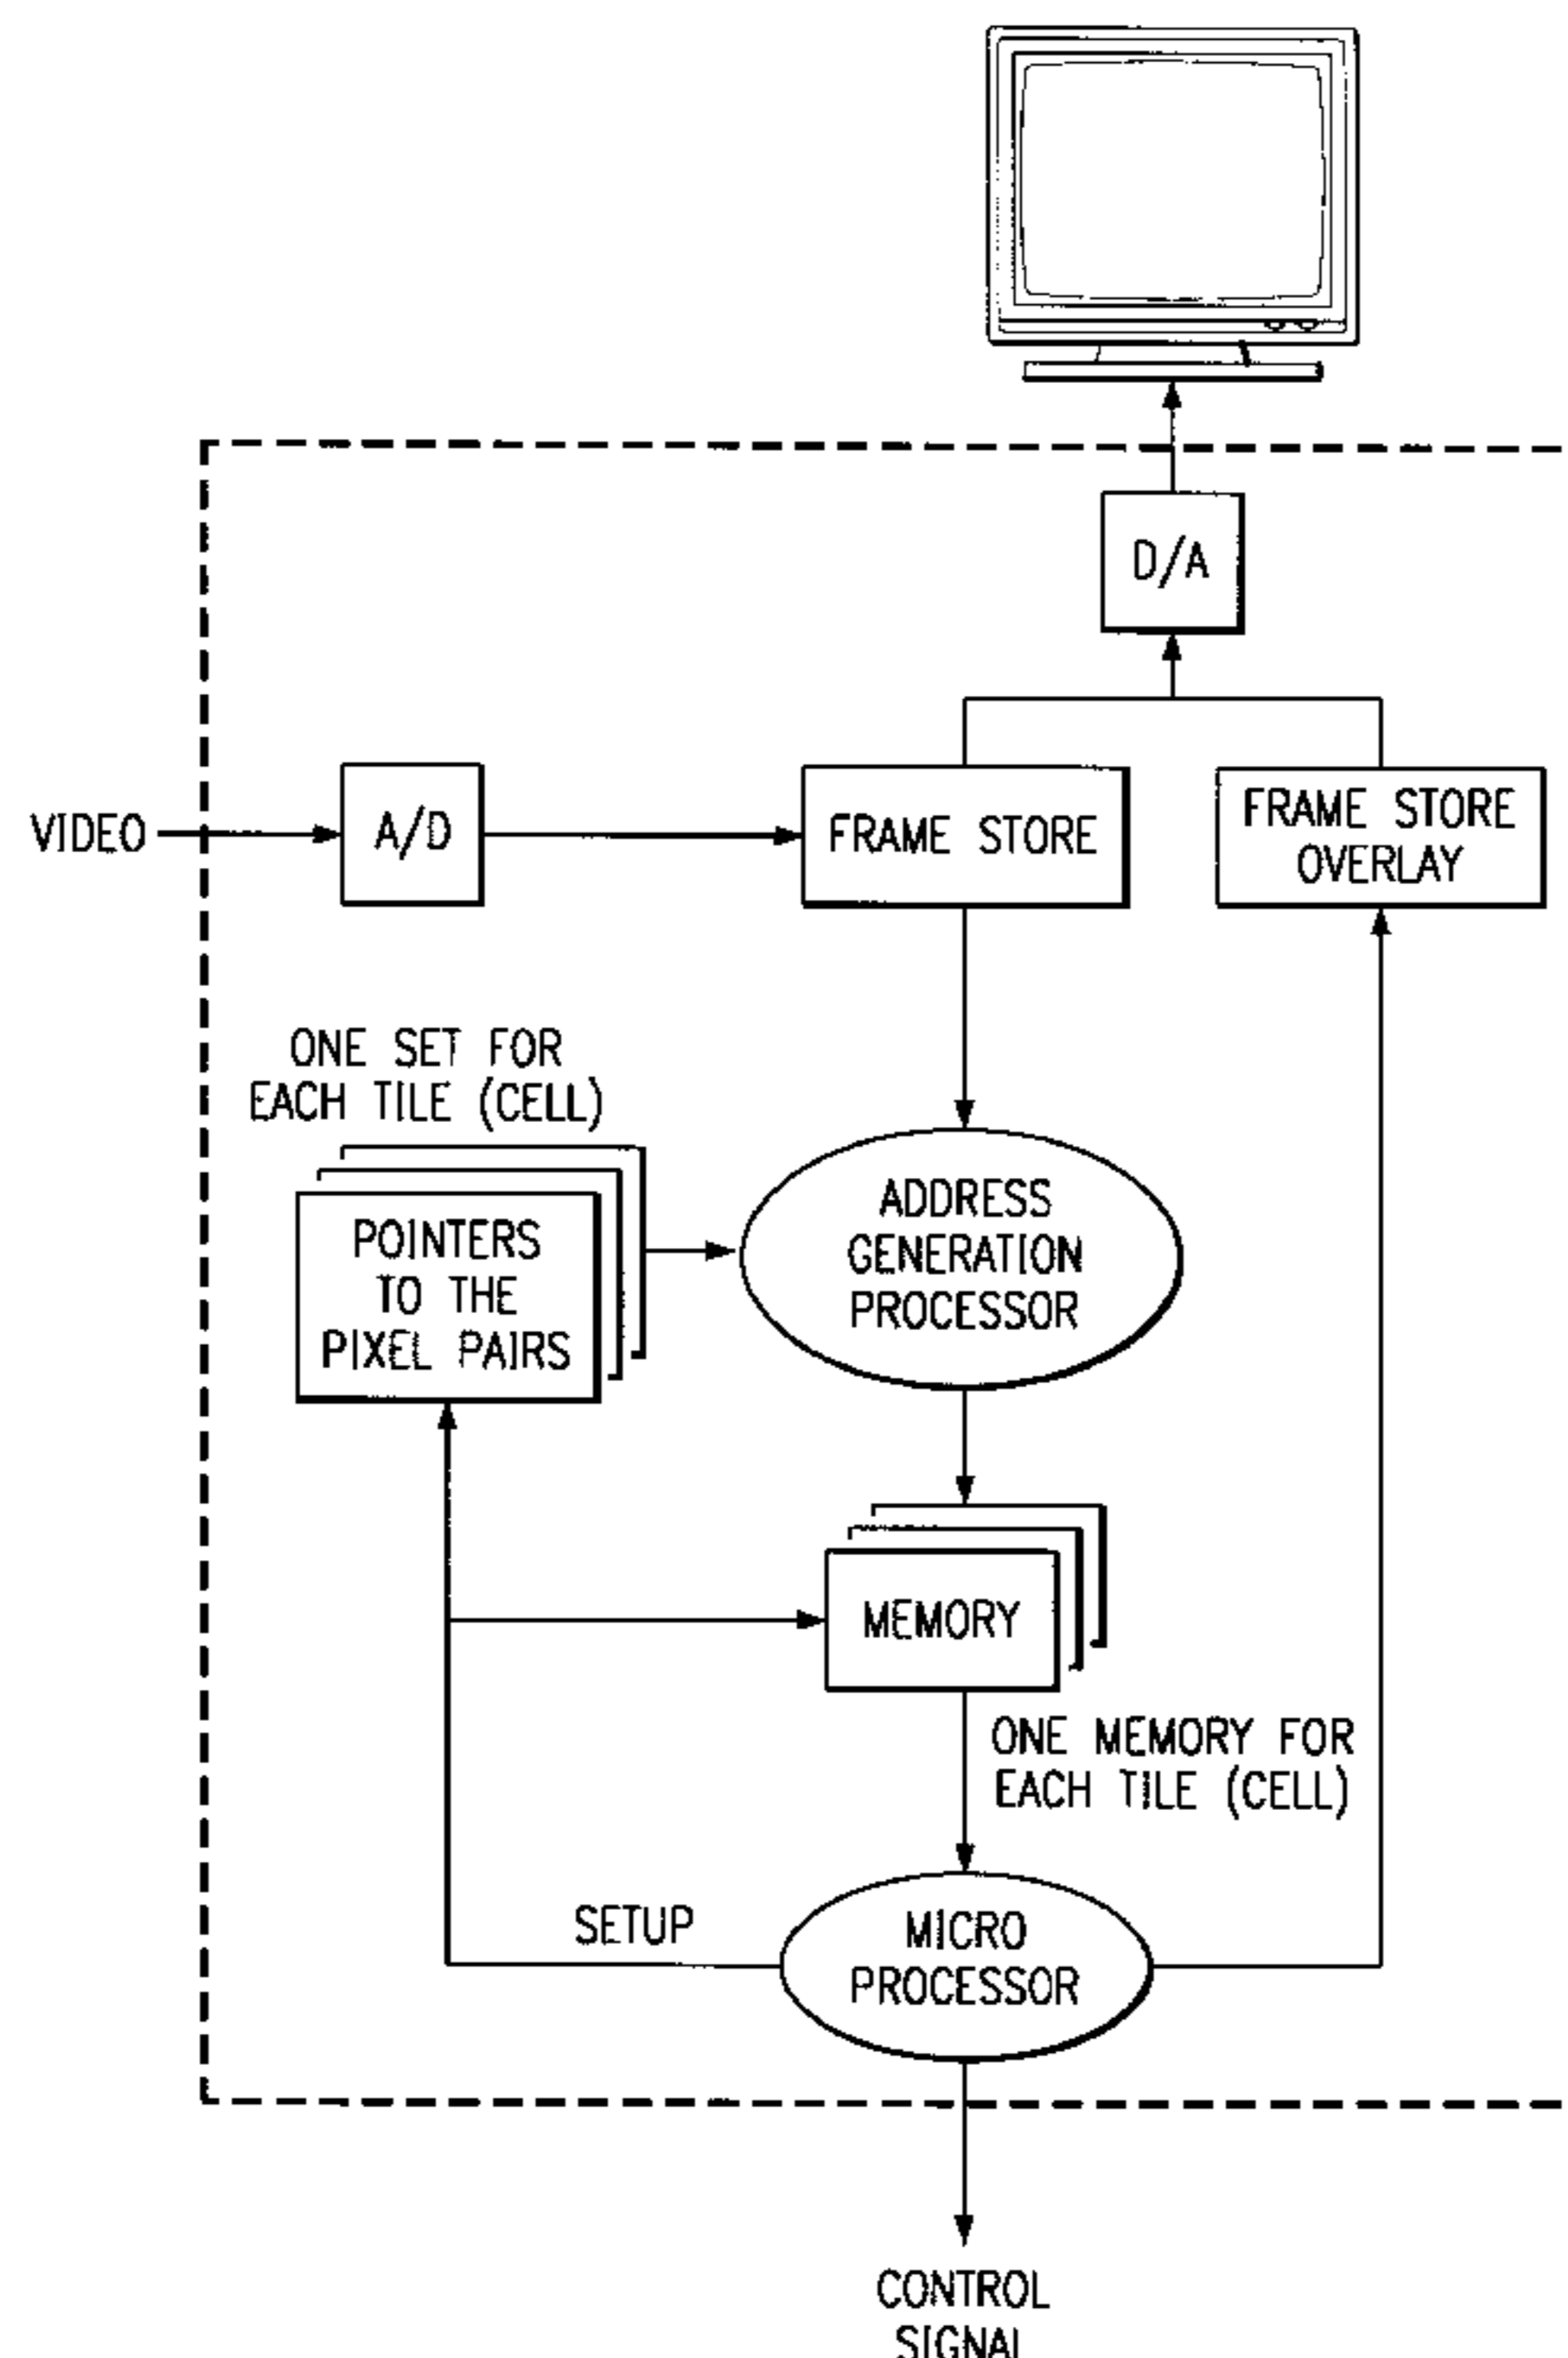 D/A
VIDEO
A/D
FRAME STORE
FRAME STORE
OVERLAY
ONE SET FOR
EACH TILE (CELL)
POINTERS
TO THE
PIXEL PAIRS
ADDRESS
GENERATION
PROCESSOR
MEMORY
ONE MEMORY FOR
EACH TILE (CELL)
SETUP
MICRO
PROCESSOR
CONTROL
SIGNAL